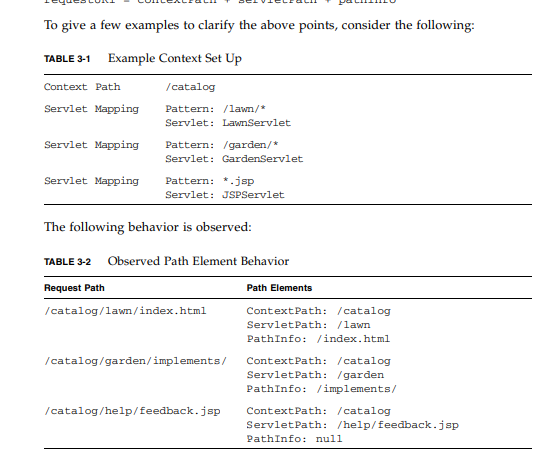 requestURI = contextPath + servletPath + pathInfo
To give a few examples to clarify the above points, consider the following:
TABLE 3-1 Example Context Set Up
Context Path /catalog
Servlet Mapping Pattern: /lawn/*
Servlet: LawnServlet
Servlet Mapping Pattern: /garden/*
Servlet: GardenServlet
Servlet Mapping Pattern: *.jsp
Servlet: JSPServlet
The following behavior is observed:
TABLE 3-2 Observed Path Element Behavior
Request Path Path Elements
/catalog/lawn/index.html ContextPath: /catalog
ServletPath: /lawn
PathInfo: /index.html
/catalog/garden/implements/ ContextPath: /catalog
ServletPath: /garden
PathInfo: /implements/
/catalog/help/feedback.jsp ContextPath: /catalog
ServletPath: /help/feedback.jsp
PathInfo: null